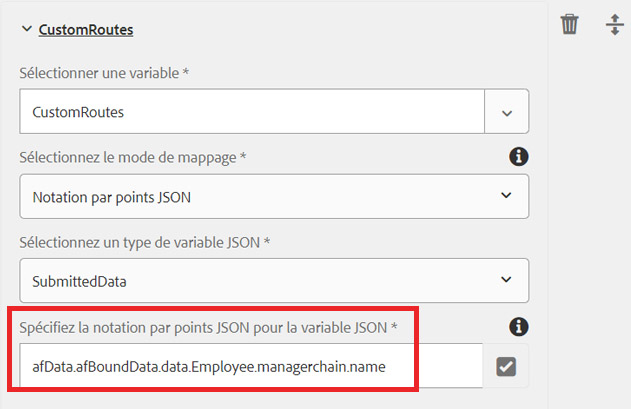 CustomRoutes
Sélectionner une variable *
CustomRoutes
Sélectionnez le mode de mappage *
Notation par points JSON
Sélectionnez un type de variable JSON *
SubmittedData
Spécifiez la notation par points JSON pour la variable JSON *
afData.afBoundData.data.Employee.managerchain.name